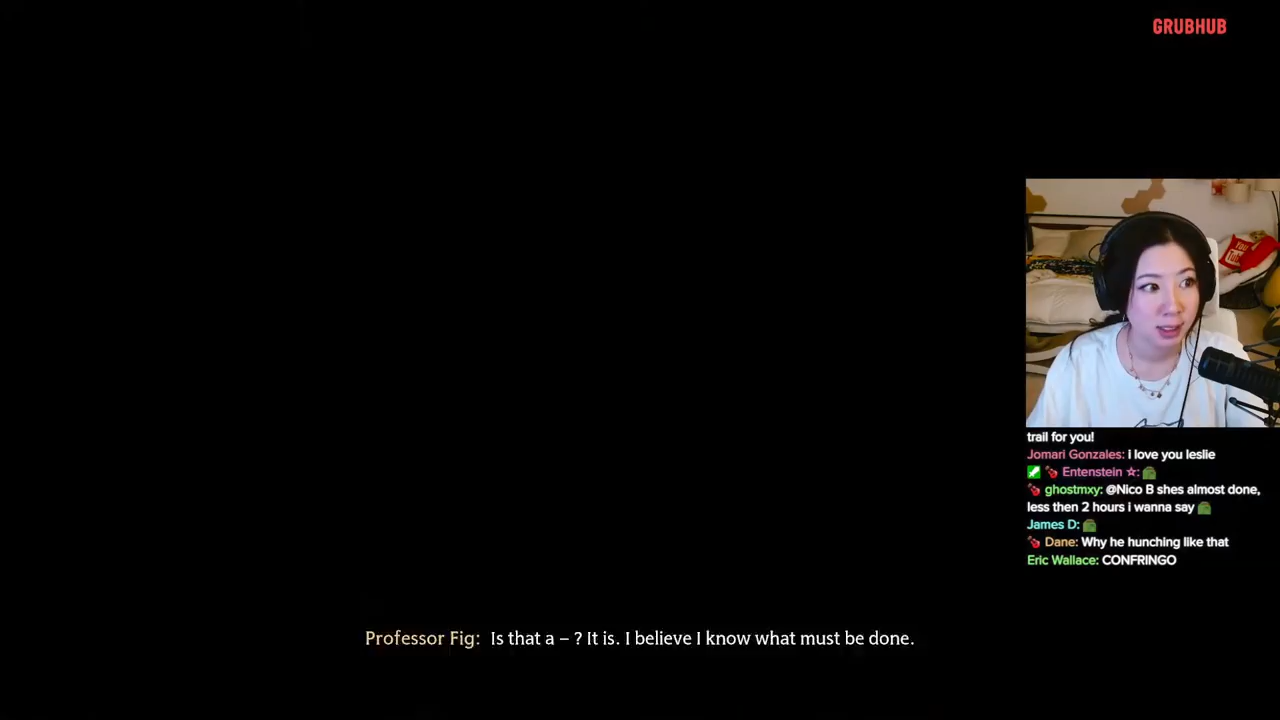 GRUBHUB
YOU
trail for you!
Jomari Gonzales: i love you leslie
Entenstein ☆:
ghostmxy: @Nico B shes almost done,
less then 2 hours i wanna say
James D:
Dane: Why he hunching like that
Eric Wallace: CONFRINGO
Professor Fig: Is that a – ? It is. I believe I know what must be done.